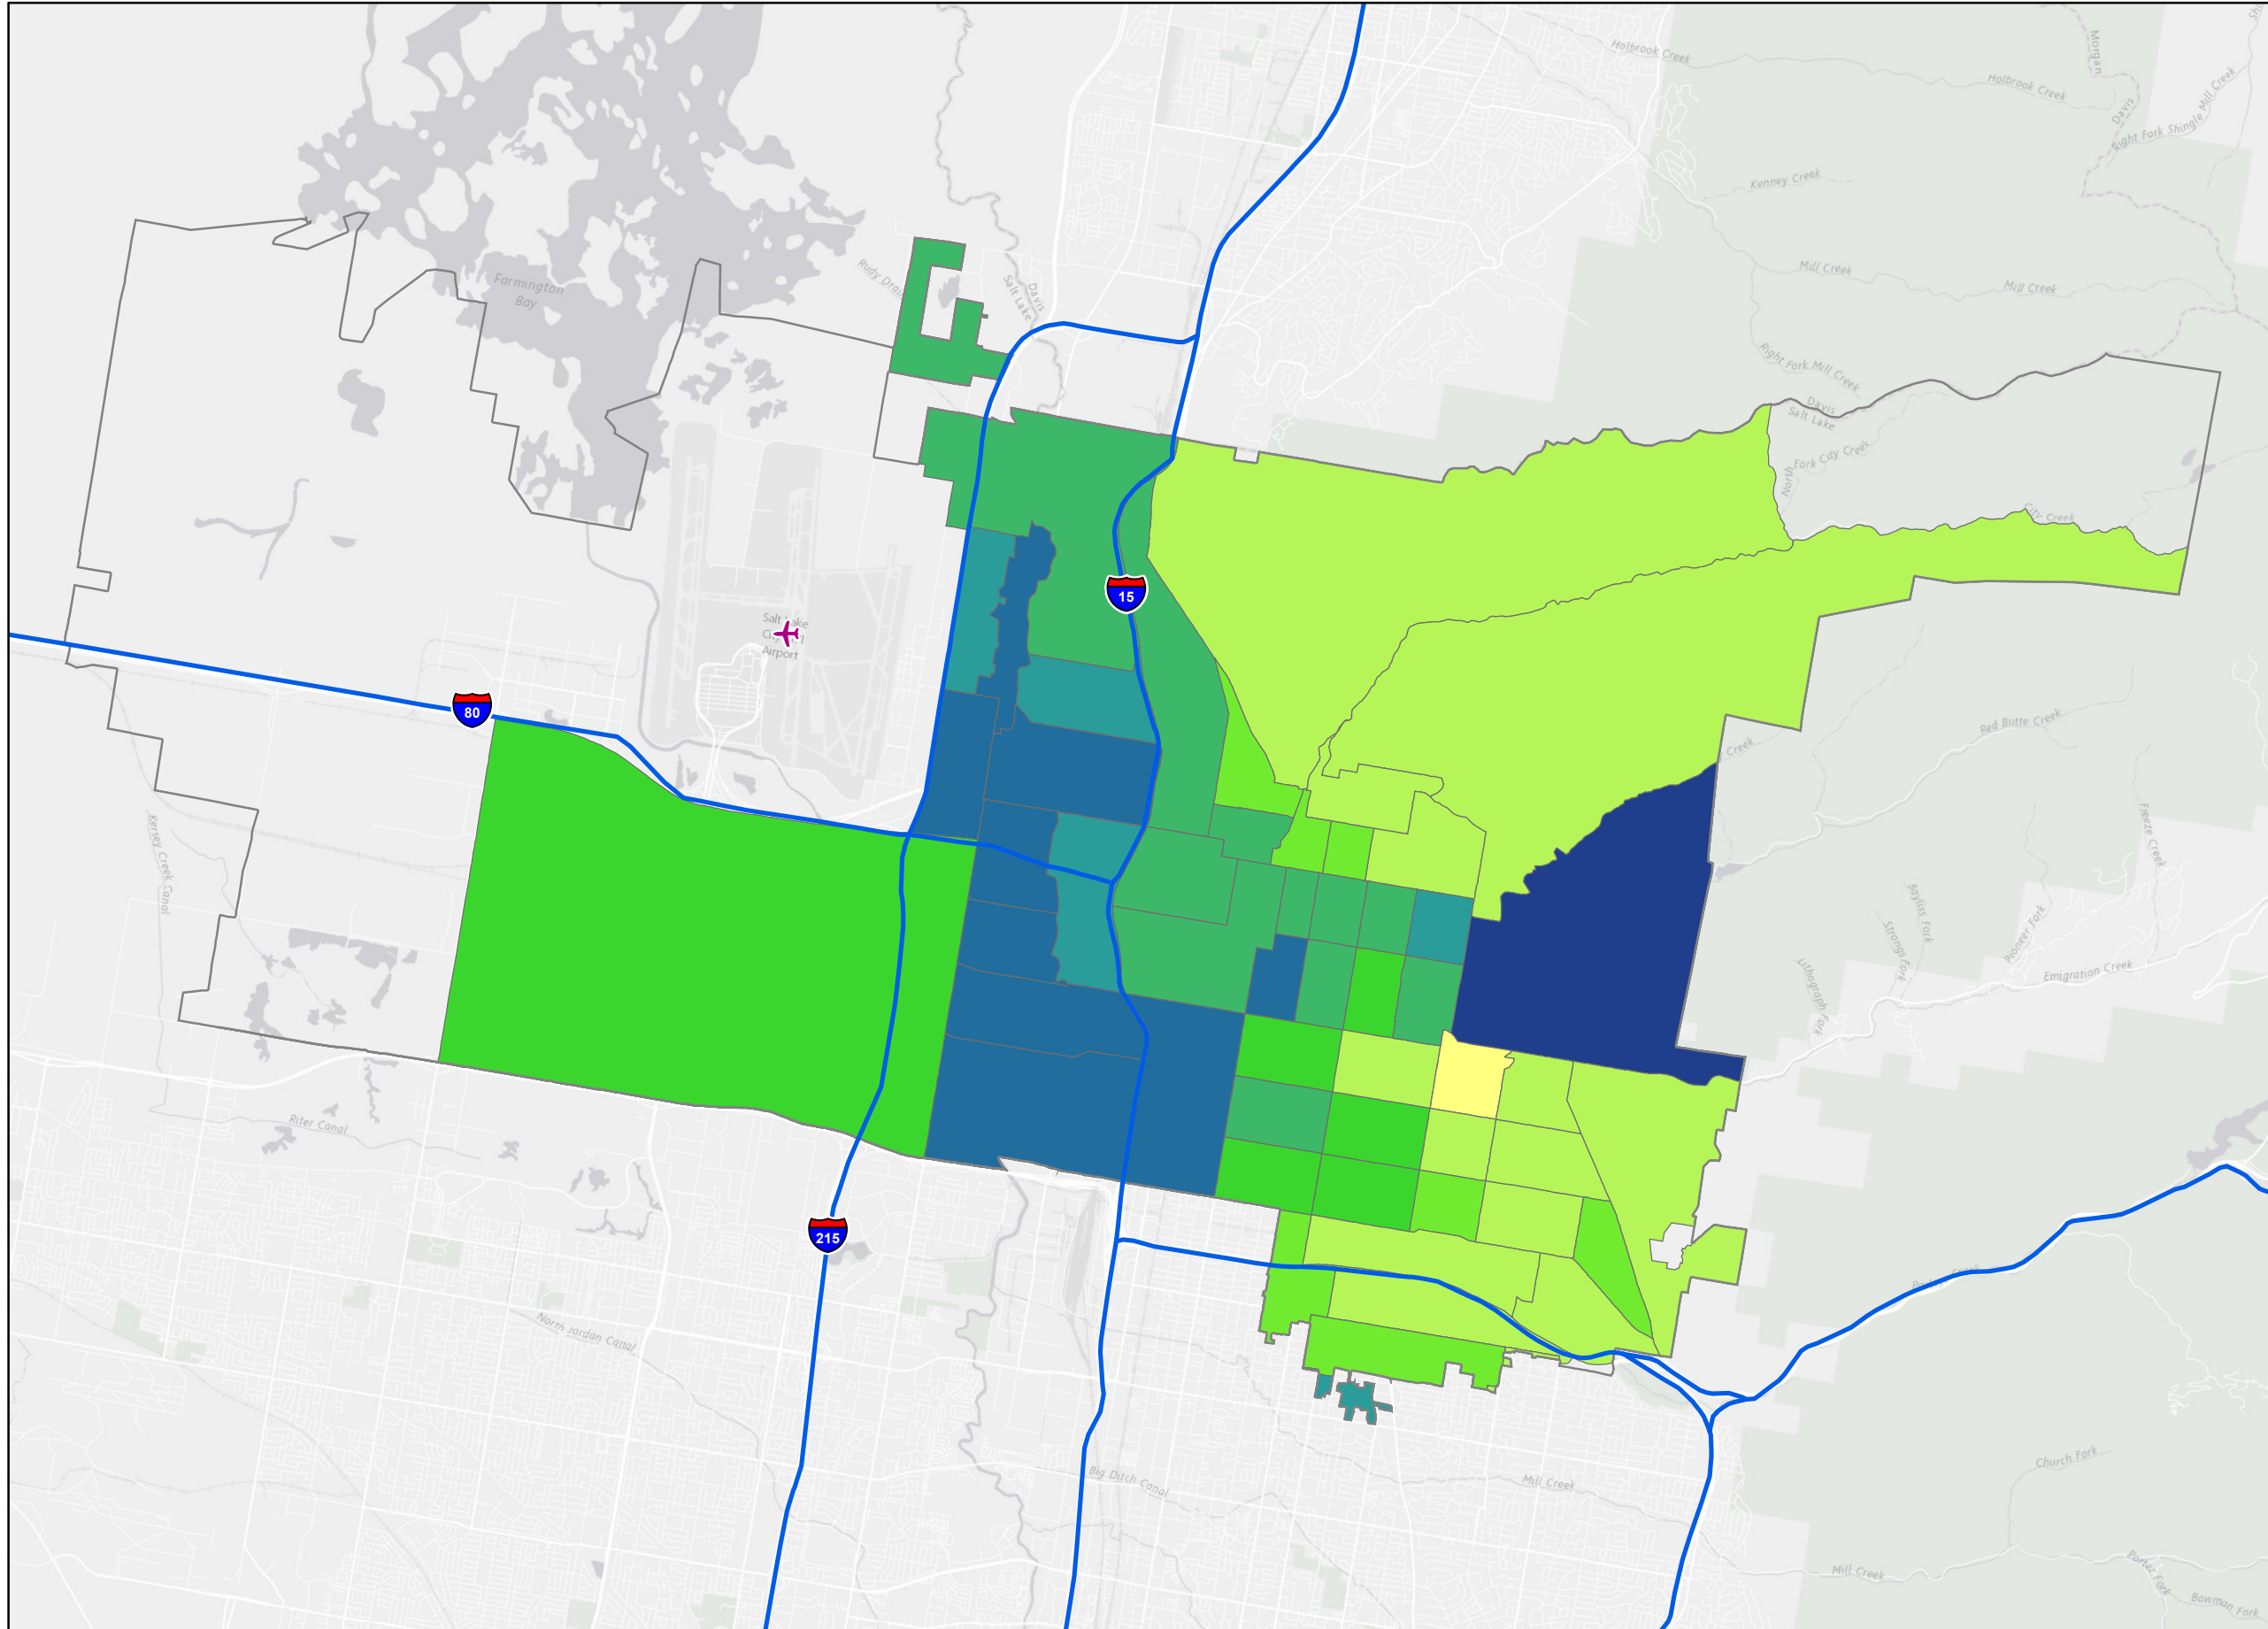 Holbrook Creek
Holbrook Creek
Morgan
Davis
Right Fork Shingle Mill Creek
Kenney Creek
Mill Creek
Mill Creek
Right Fork Mill Creek
Davis
Salt Lake
North
Fork City Creek
City Creek
Farmington
Bay
Rudy Drain
Davis
Salt Lake
15
Salt Lake
Airport
80
Creek
Red Butte Creek
Freeze Creek
Kersey Creek Canal
Bayliss Fork
Strongs Fork
Pioneer Fork
Lithograph Fork
Emigration Creek
Riter Canal
215
North Jordan Canal
Big Ditch Canal
Mill Creek
Church Fork
Mill Creek
Porter Fork
Bowman Fork